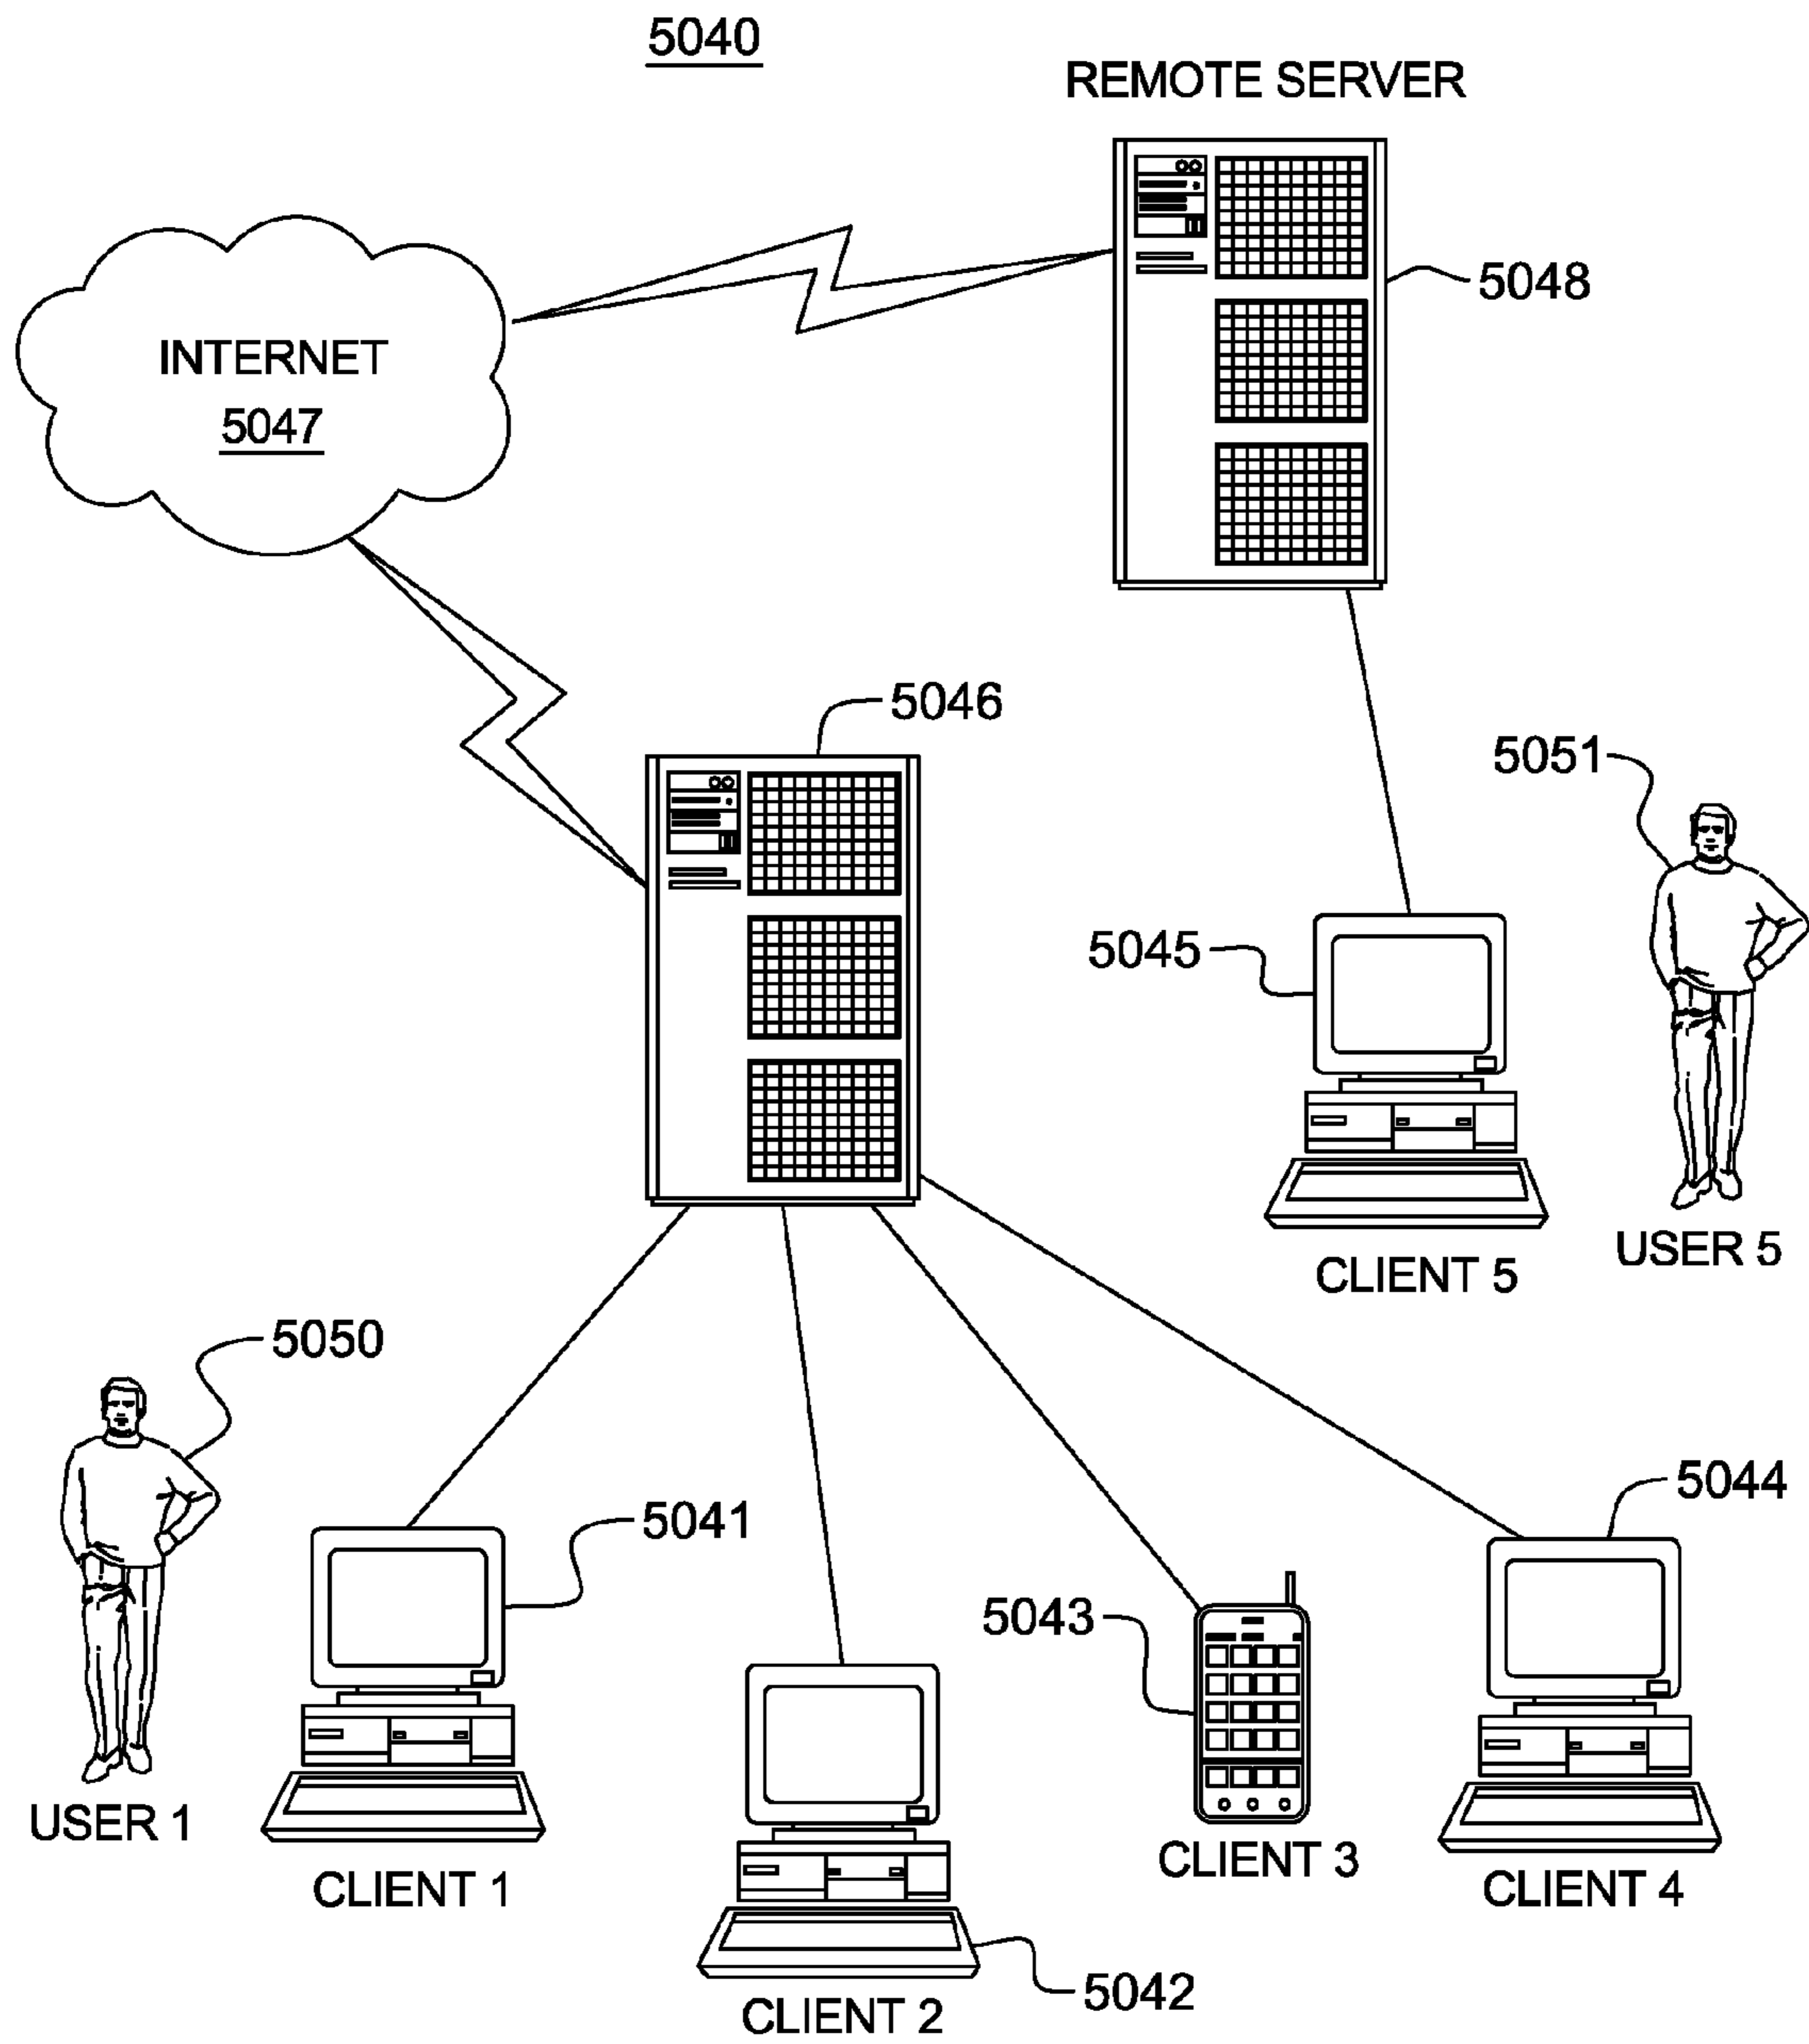 5040
REMOTE SERVER
5048
INTERNET
5047
5046
5051
5045
CLIENT 5
USER 5
5050
5041
5044
5043
USER 1
CLIENT 1
CLIENT 3
CLIENT 4
5042
CLIENT 2